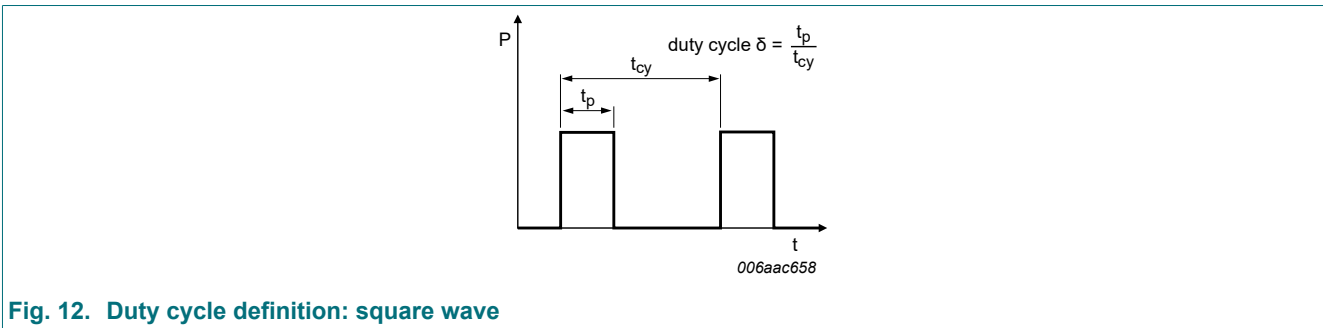 P
duty cycle δ = tp/tcy
tcy
tp
t
006aac658
Fig. 12. Duty cycle definition: square wave